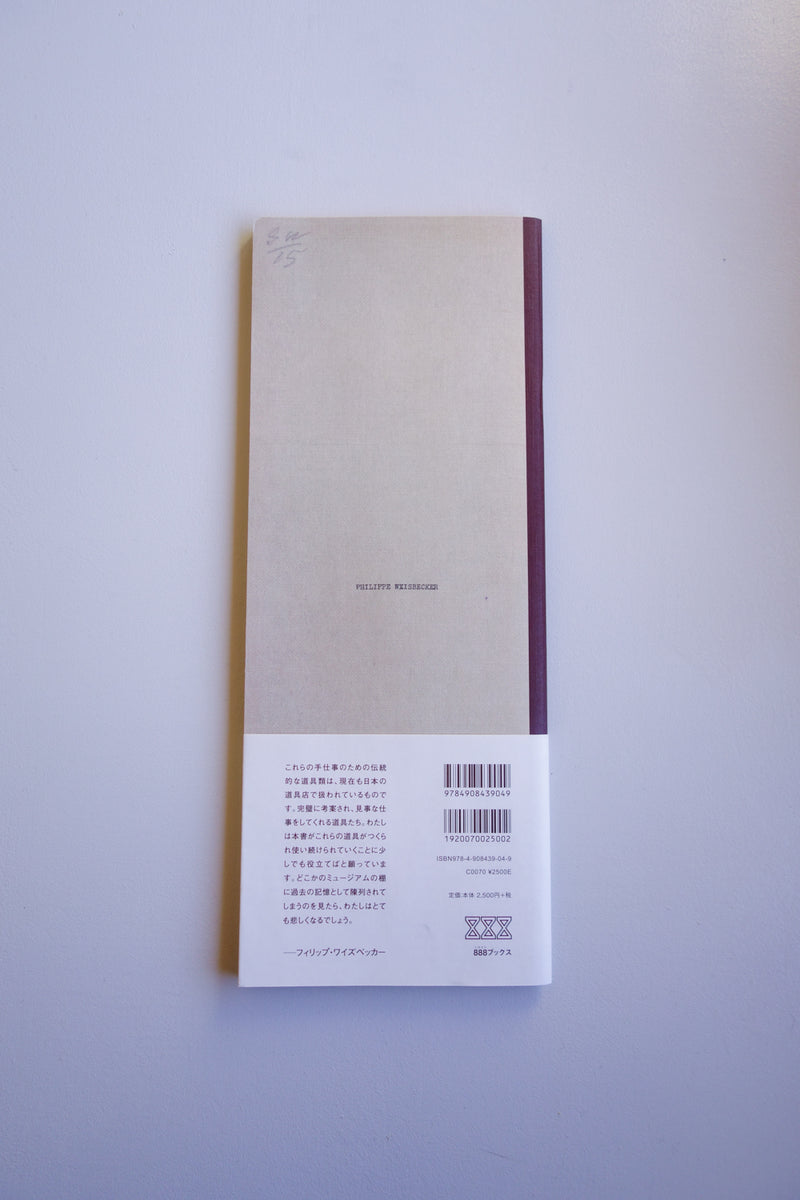 15
PHILIPPE WEISBECKER
これらの手仕事のための伝統
的な道具類は、現在も日本の
道具店で扱われているもので
す。完璧に考案され、見事な仕
事をしてくれる道具たち。わたし
は本書がこれらの道具がつくら
れ使い続けられていくことに少
しでも役立てばと願っていま
す。どこかのミュージアムの棚
に過去の記憶として陳列されて
しまうのを見たら、わたしはとて
も悲しくなるでしょう。
──フィリップ・ワイズベッカー
9784908439049
1920070025002
ISBN978-4-908439-04-9
C0070 ¥2500E
定価:本体 2,500円+税
888ブックス